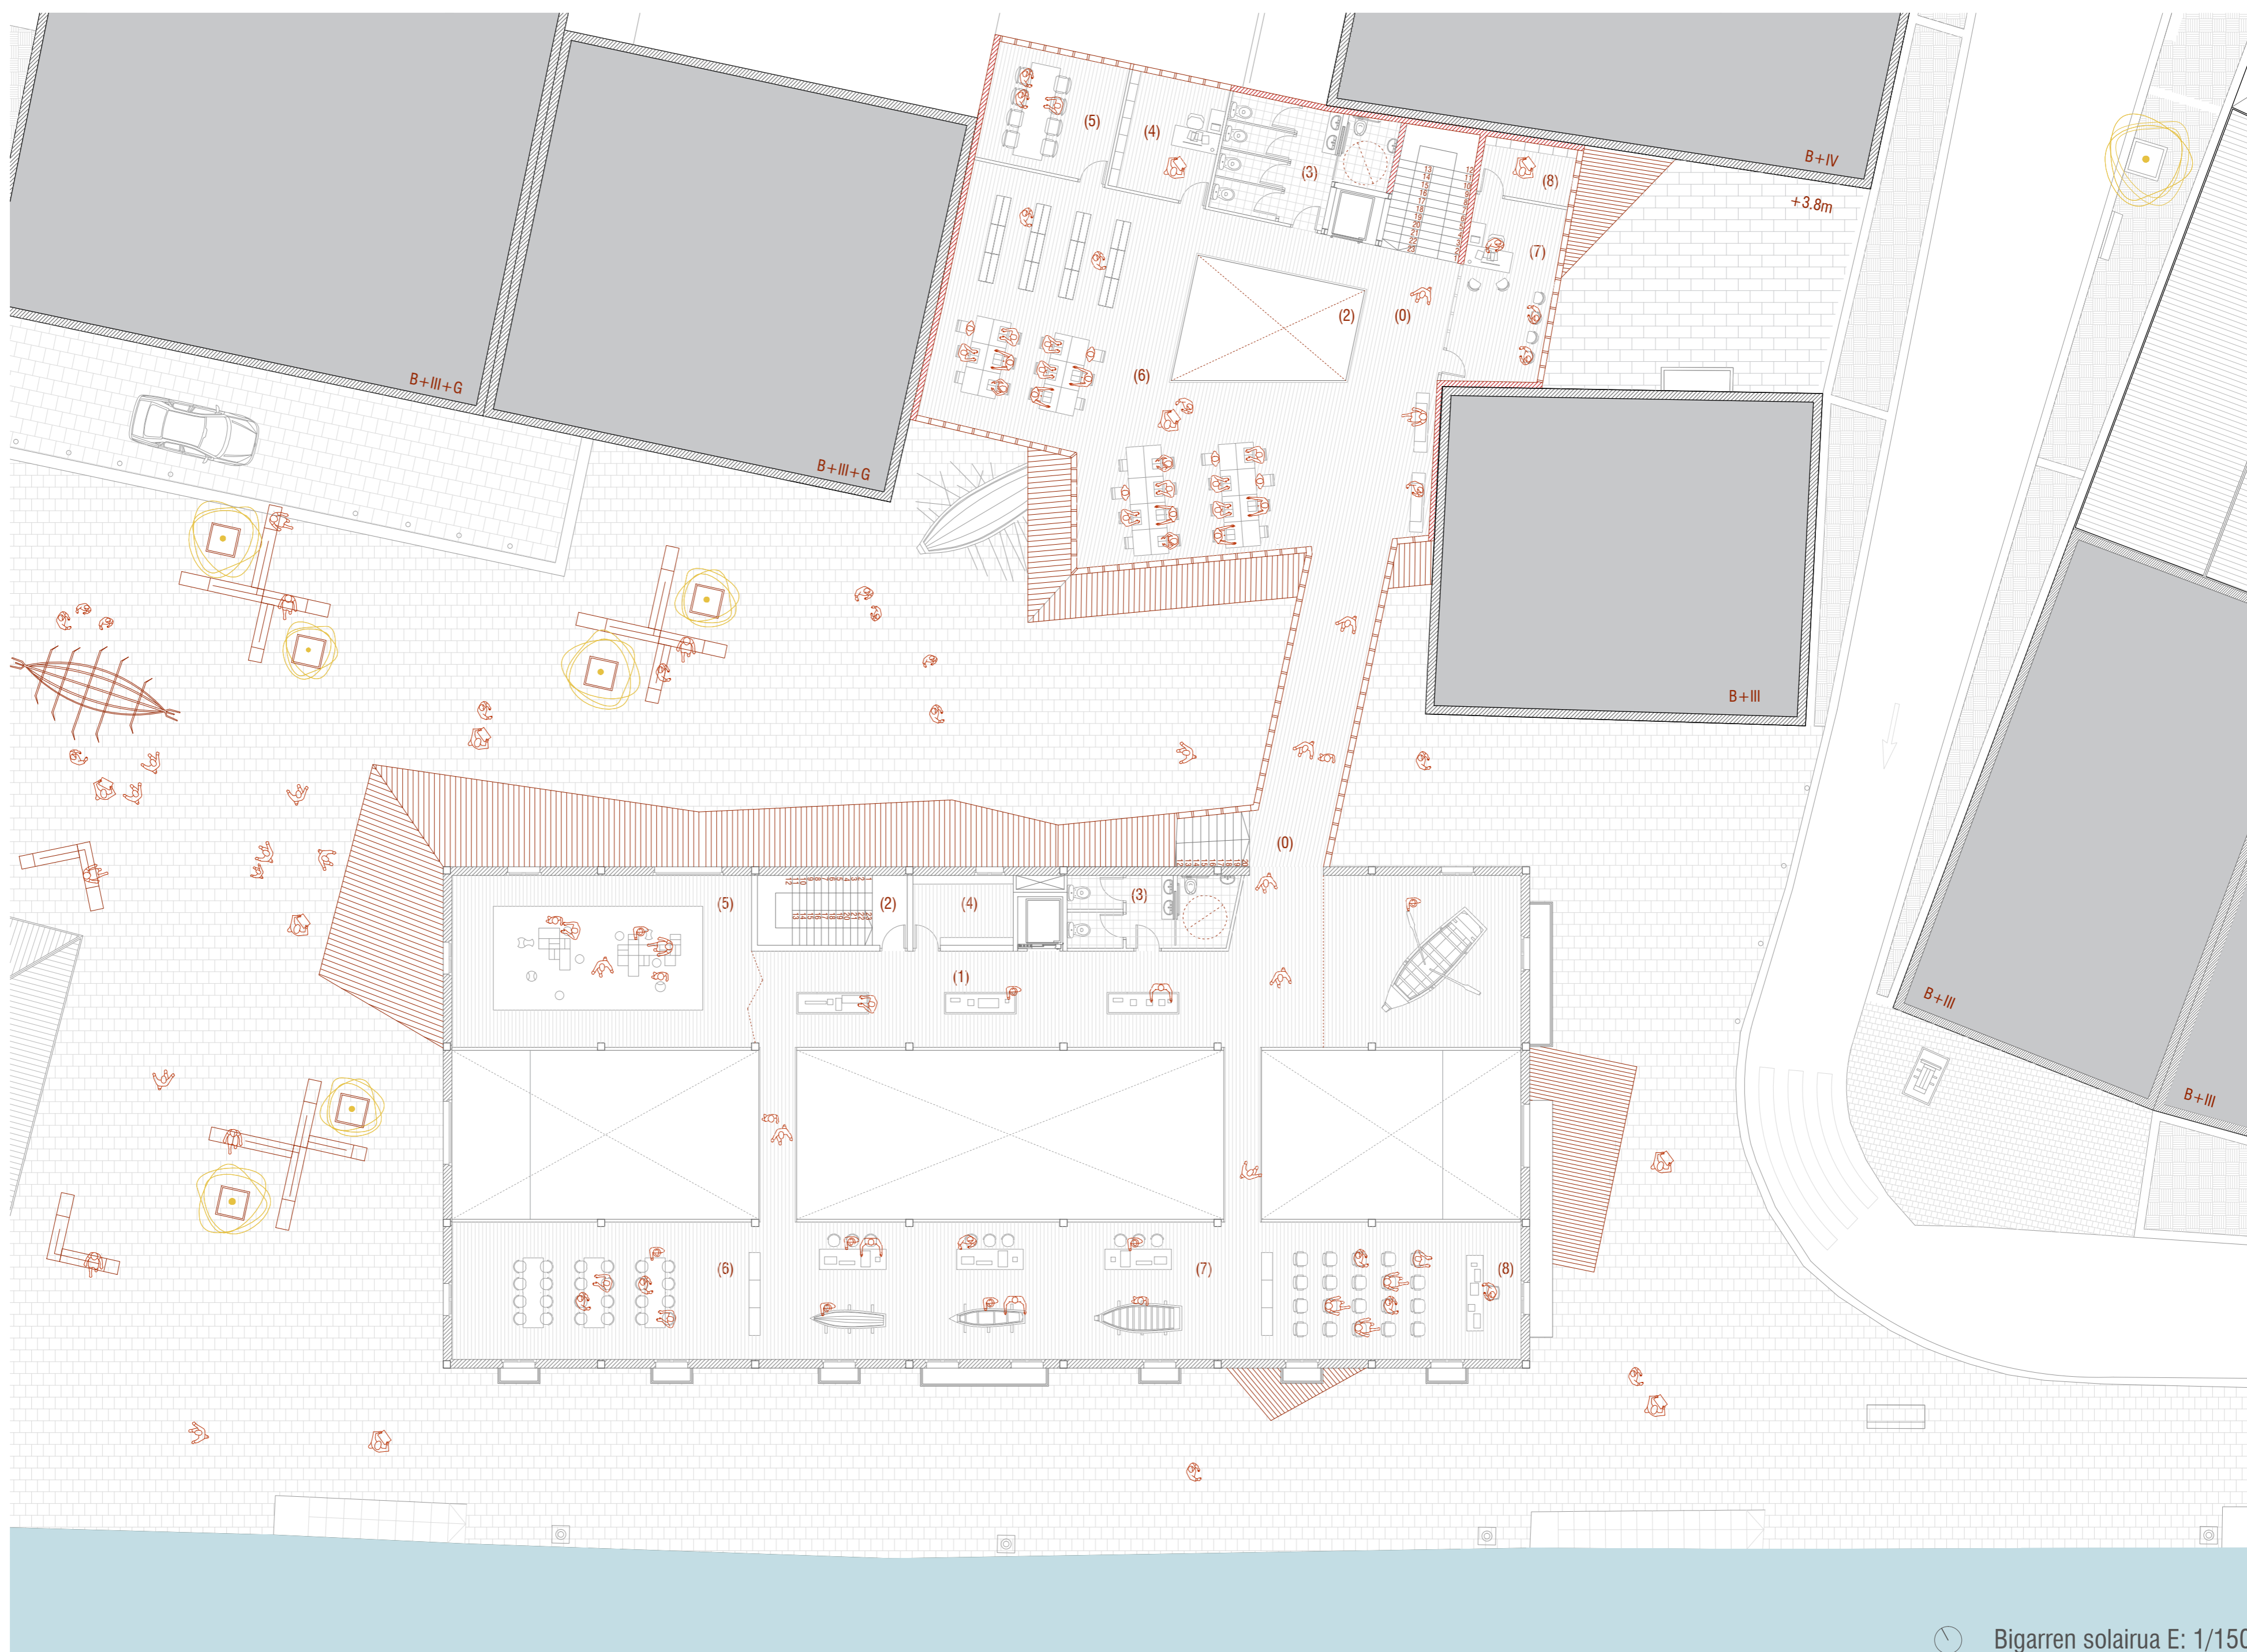 B+IV
(5)
(4)
(3)
(8)
+3.8m
(7)
(2)
(0)
(6)
B+III+G
B+III+G
B+III
(0)
(5)
(2)
(4)
(3)
(1)
B+III
B+III
(6)
(7)
(8)
Bigarren solairua E: 1/150